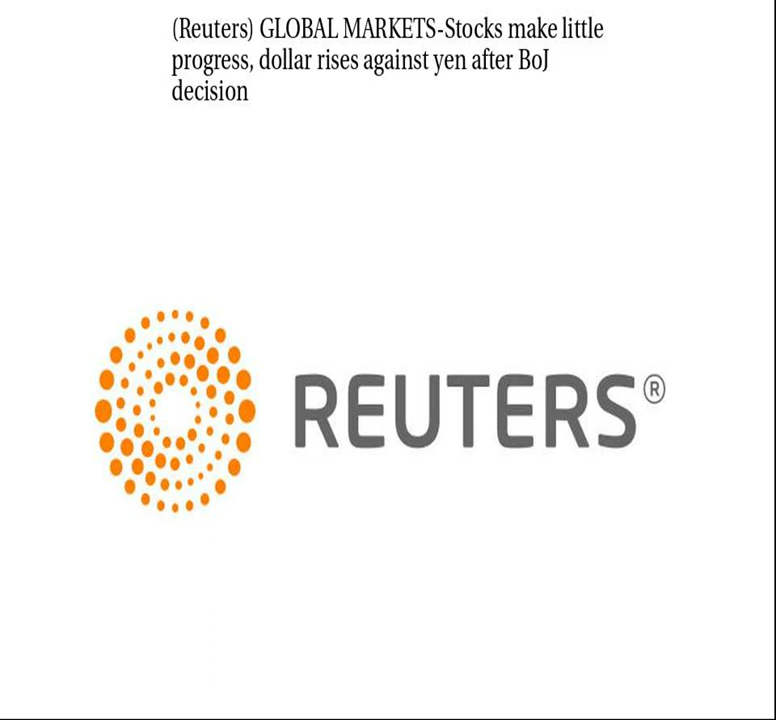 (Reuters) GLOBAL MARKETS-Stocks make little
progress, dollar rises against yen after BoJ
decision
REUTERS®